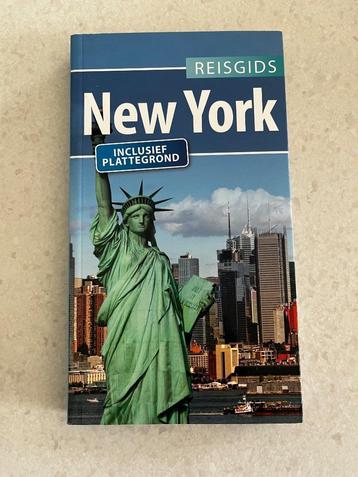 REISGIDS
New York
INCLUSIEF
PLATTEGROND